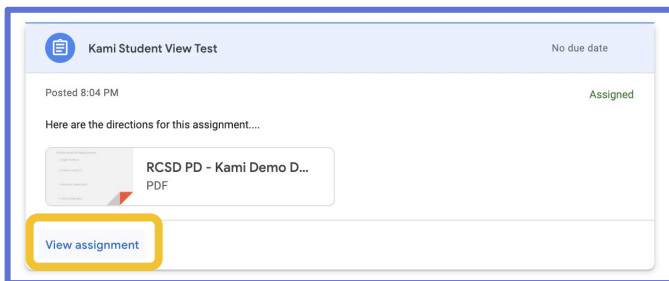 Kami Student View Test
No due date
Posted 8:04 PM
Assigned
Here are the directions for this assignment....
RCSD PD - Kami Demo D...
PDF
View assignment